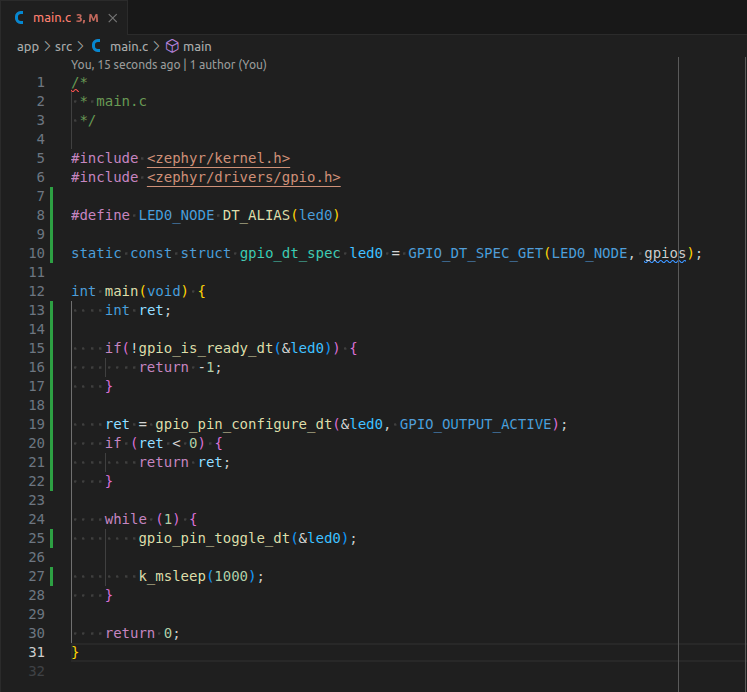 main.c 3, M
app > src > main.c > main
You, 15 seconds ago | 1 author (You)
1 /*
2  * main.c
3  */
4
5 #include <zephyr/kernel.h>
6 #include <zephyr/drivers/gpio.h>
7
8 #define LED0_NODE DT_ALIAS(led0)
9
10 static const struct gpio_dt_spec led0 = GPIO_DT_SPEC_GET(LED0_NODE, gpios);
11
12 int main(void) {
13     int ret;
14
15     if(!gpio_is_ready_dt(&led0)) {
16         return -1;
17     }
18
19     ret = gpio_pin_configure_dt(&led0, GPIO_OUTPUT_ACTIVE);
20     if (ret < 0) {
21         return ret;
22     }
23
24     while (1) {
25         gpio_pin_toggle_dt(&led0);
26
27         k_msleep(1000);
28     }
29
30     return 0;
31 }
32